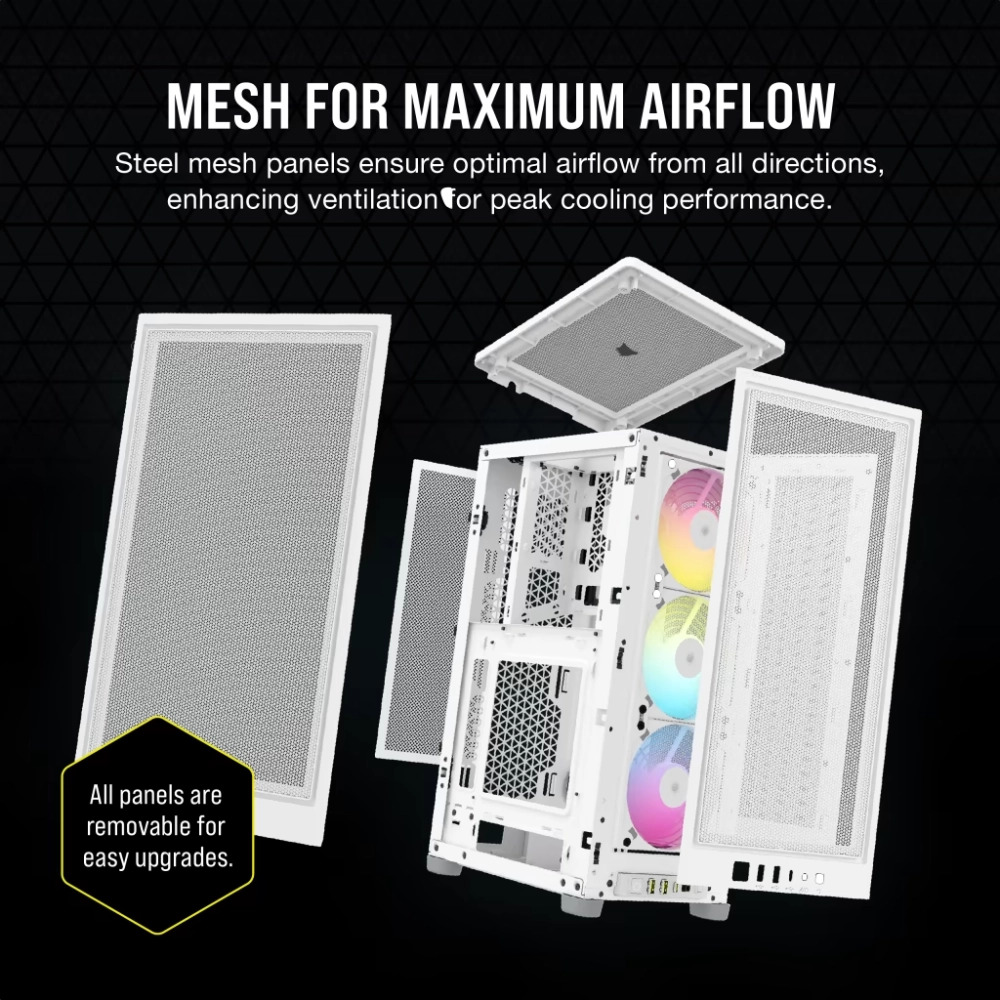 MESH FOR MAXIMUM AIRFLOW
Steel mesh panels ensure optimal airflow from all directions,
enhancing ventilation for peak cooling performance.
All panels are
removable for
easy upgrades.